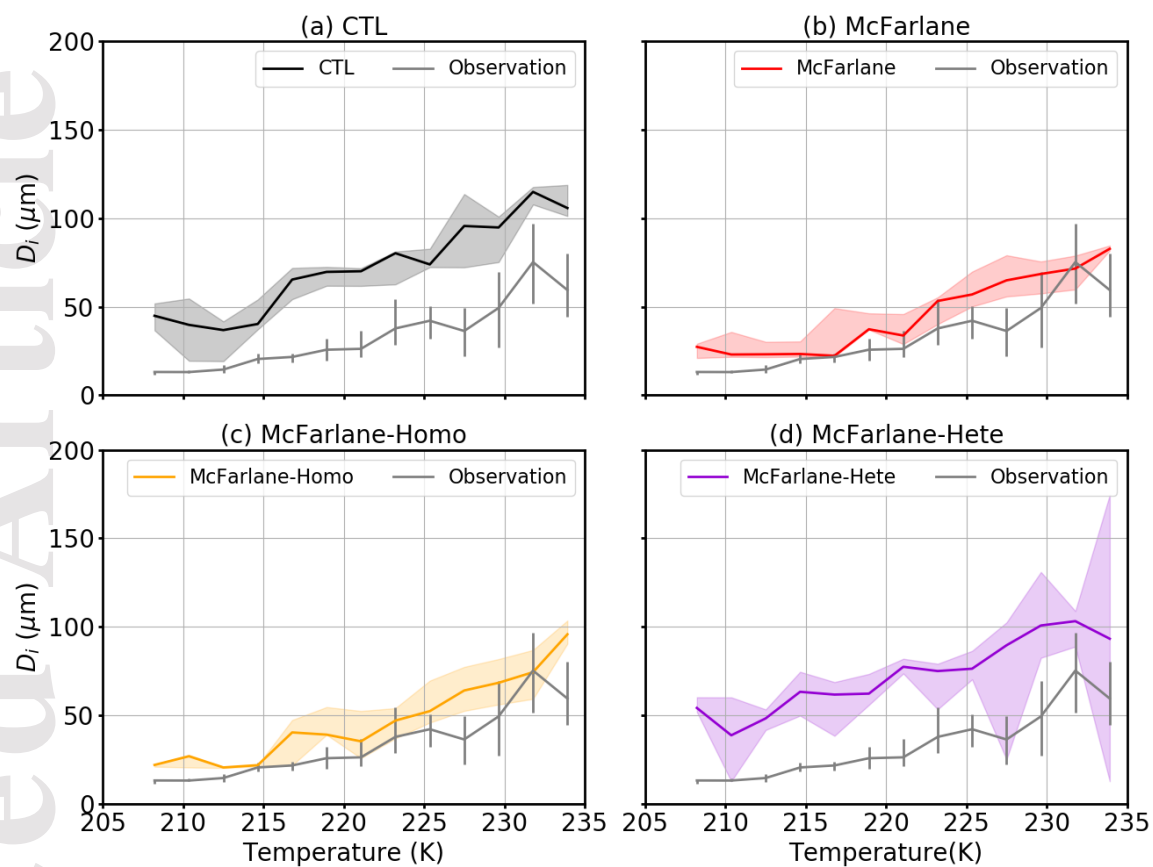 (a) CTL
(b) McFarlane
200
150
100
50
0
D_i (μm)
CTL
Observation
McFarlane
Observation
(c) McFarlane-Homo
(d) McFarlane-Hete
200
150
100
50
0
D_i (μm)
McFarlane-Homo
Observation
McFarlane-Hete
Observation
205 210 215 220 225 230 235
205 210 215 220 225 230 235
Temperature (K)
Temperature(K)